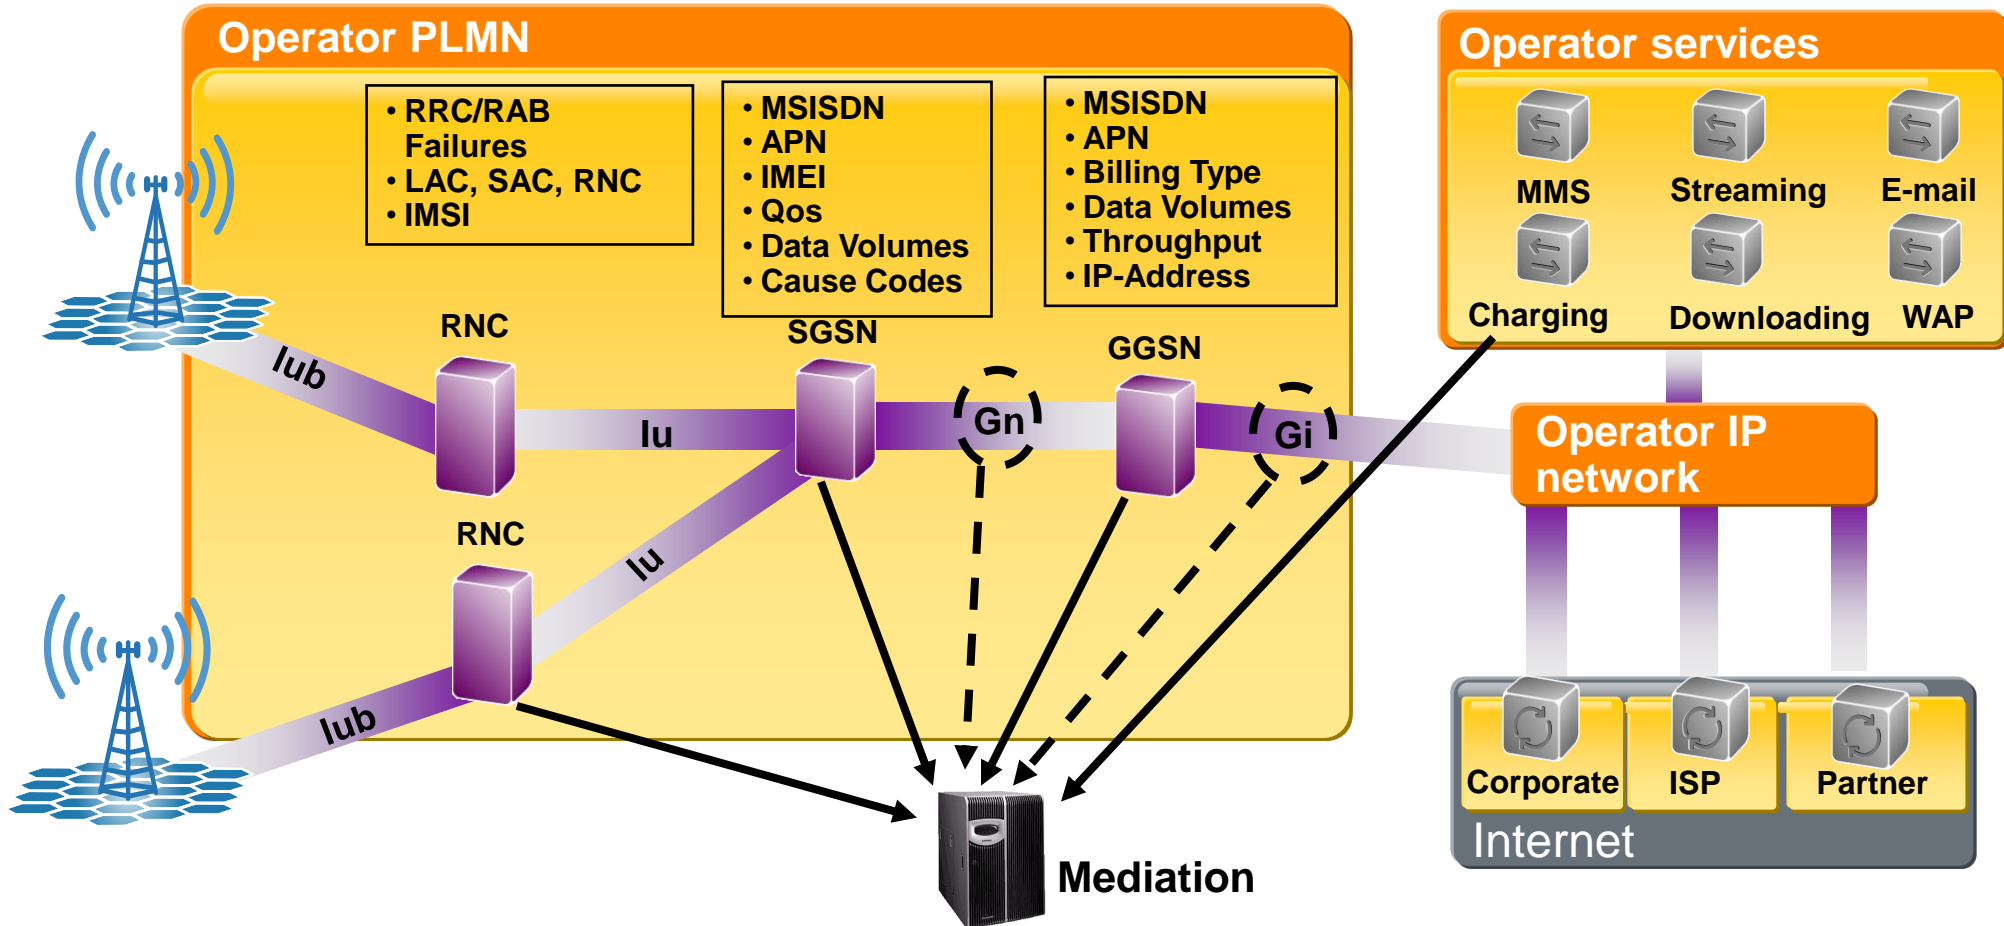 Operator PLMN
• RRC/RAB
Failures
• LAC, SAC, RNC
• IMSI
• MSISDN
• APN
• IMEI
• Qos
• Data Volumes
• Cause Codes
• MSISDN
• APN
• Billing Type
• Data Volumes
• Throughput
• IP-Address
RNC
SGSN
GGSN
Iub
Iu
Gn
Gi
RNC
Iu
Iub
Mediation
Operator services
MMS
Streaming
E-mail
Charging
Downloading
WAP
Operator IP
network
Corporate
ISP
Partner
Internet